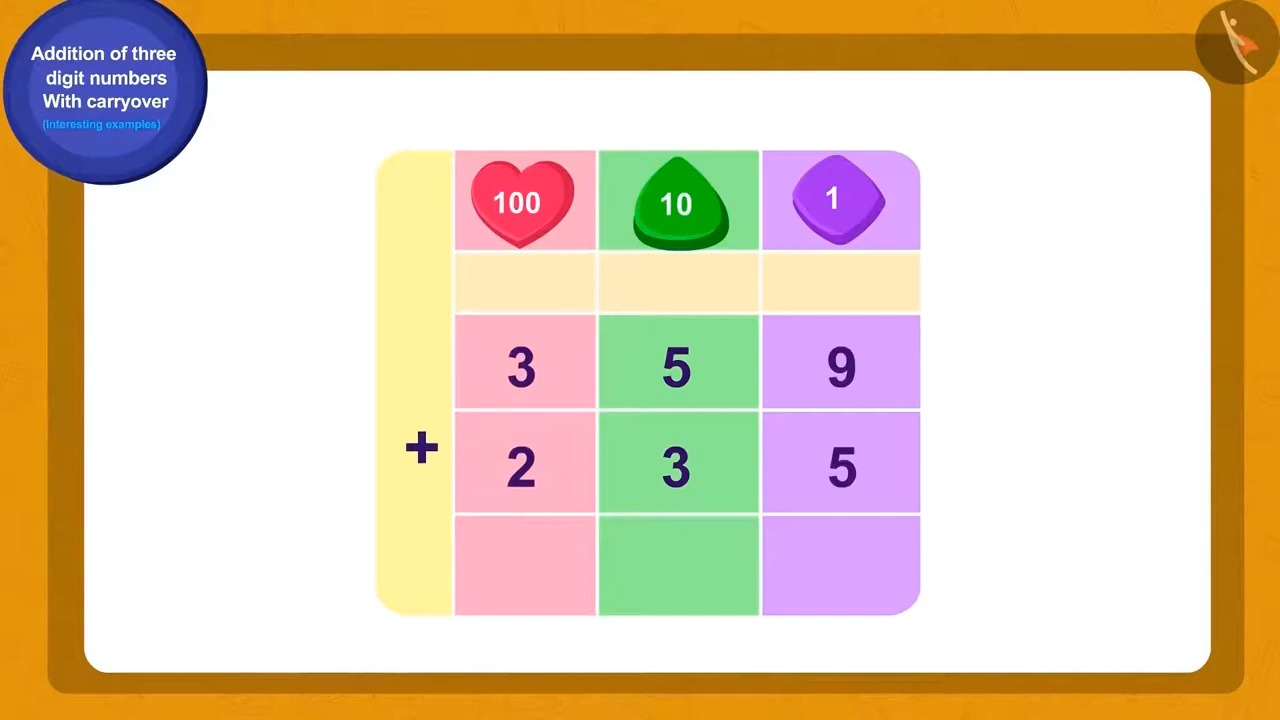 Addition of three
digit numbers
With carryover
(Interesting examples)
100 10 1
3 5 9
+ 2 3 5